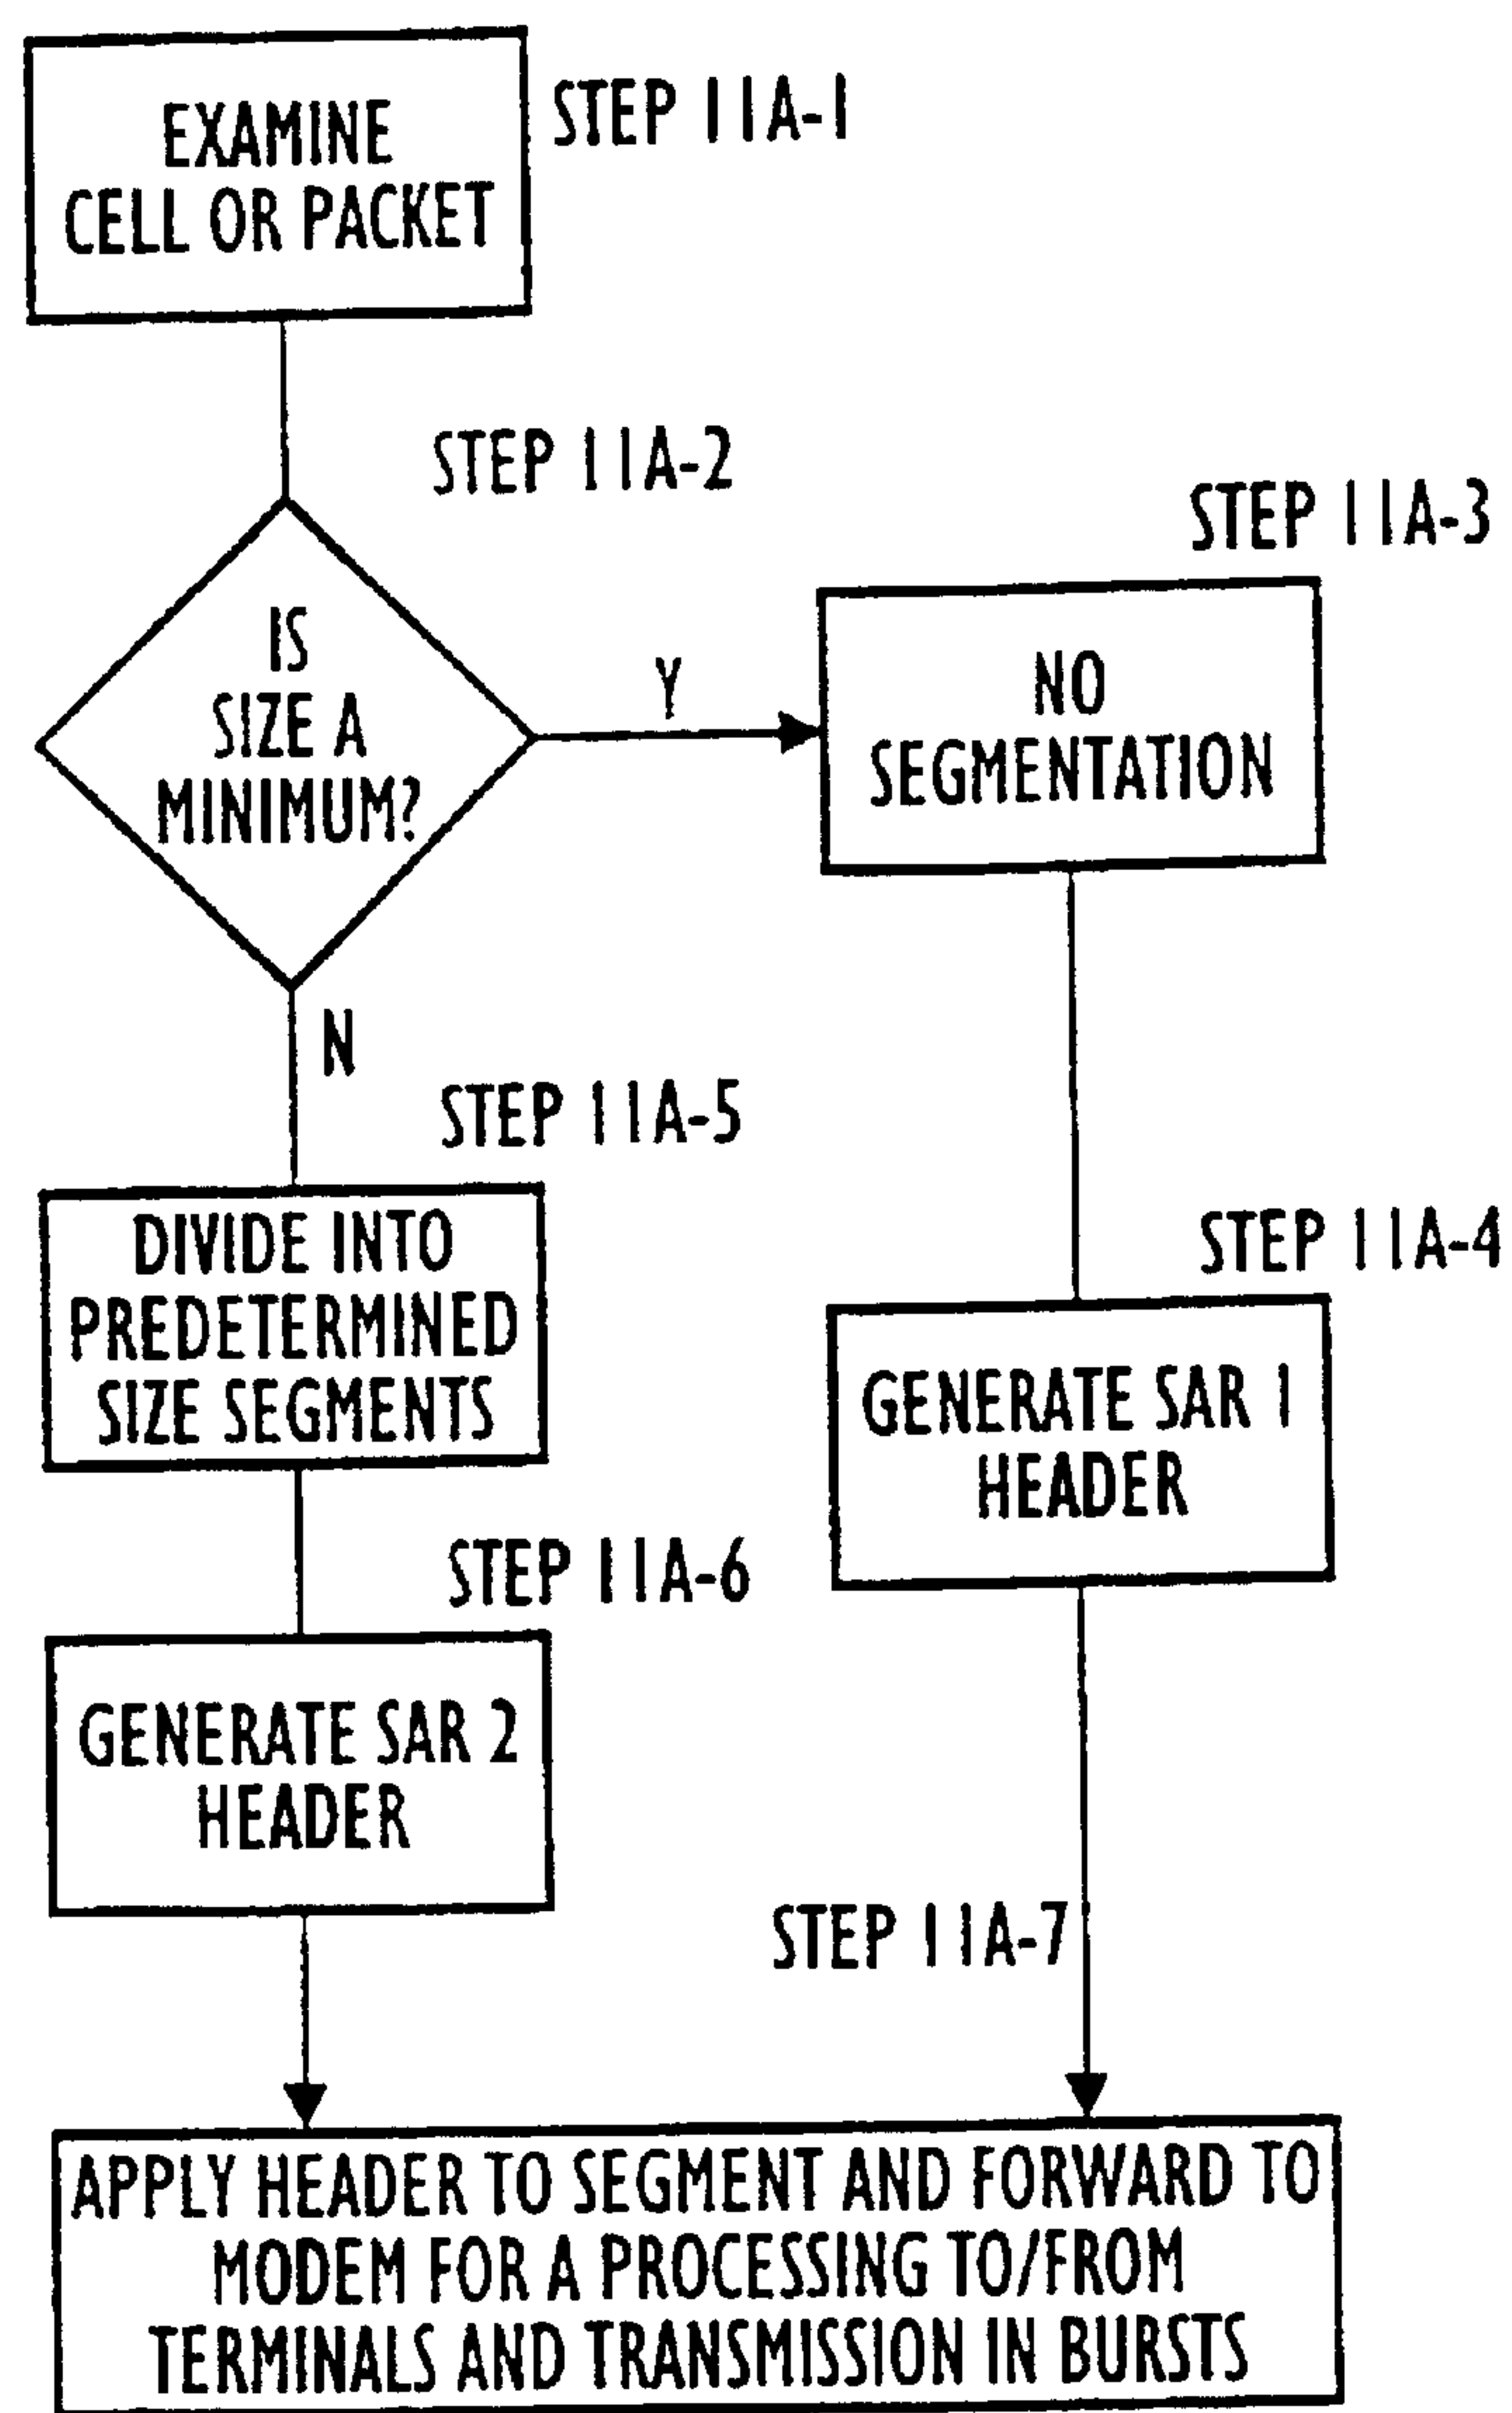 EXAMINE
CELL OR PACKET
STEP 11A-1
STEP 11A-2
IS
SIZE A
MINIMUM?
Y
STEP 11A-3
NO
SEGMENTATION
N
STEP 11A-5
DIVIDE INTO
PREDETERMINED
SIZE SEGMENTS
STEP 11A-4
GENERATE SAR 1
HEADER
STEP 11A-6
GENERATE SAR 2
HEADER
STEP 11A-7
APPLY HEADER TO SEGMENT AND FORWARD TO
MODEM FOR A PROCESSING TO/FROM
TERMINALS AND TRANSMISSION IN BURSTS